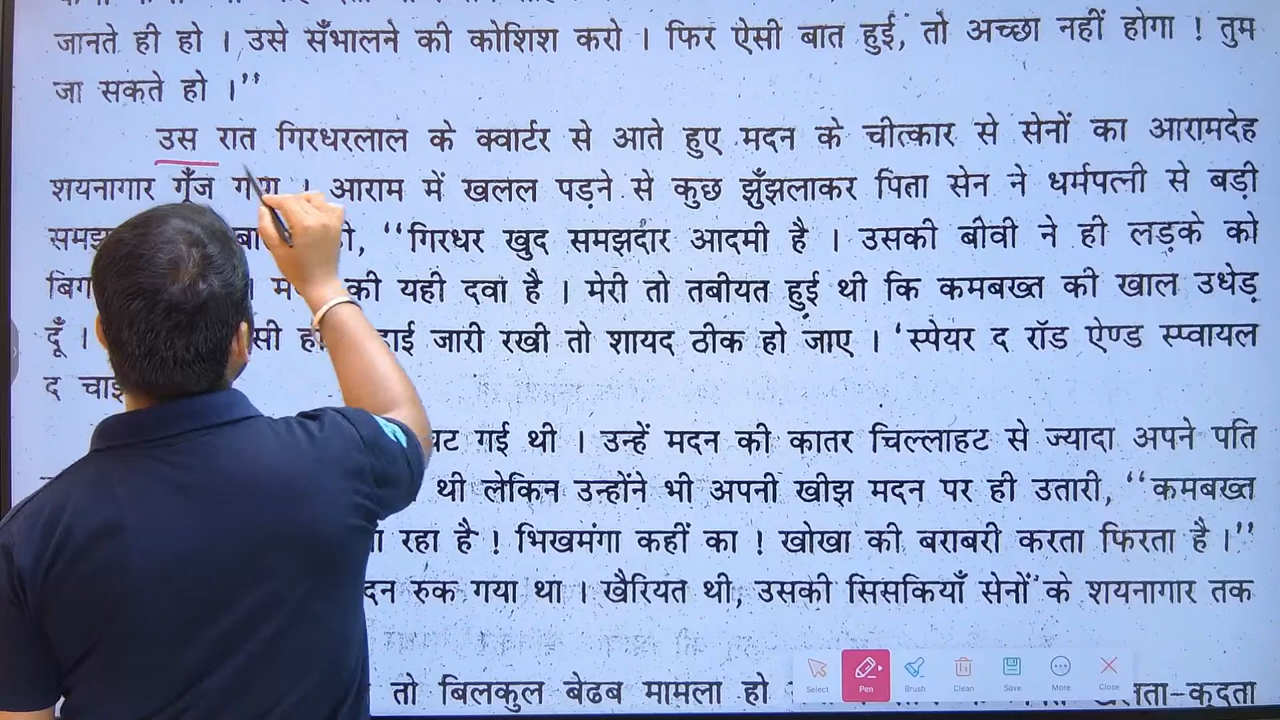 जानते ही हो । उसे सँभालने की कोशिश करो । फिर ऐसी बात हुई, तो अच्छा नहीं होगा ! तुम
जा सकते हो ।”
उस रात गिरधरलाल के क्वार्टर से आते हुए मदन के चीत्कार से सेनों का आरामदेह
शयनागार गूँज । आराम में खलल पड़ने से कुछ झुँझलाकर पिता सेन ने धर्मपत्नी से बड़ी
“गिरधर खुद समझदार आदमी है । उसकी बीवी ने ही लड़के को
की यही दवा है । मेरी तो तबीयत हुई थी कि कमबख्त की खाल उधेड़
दूँ । जारी रखी तो शायद ठीक हो जाए । ‘स्पेयर द रॉड ऐण्ड स्प्वायल
द
गई थी । उन्हें मदन की कातर चिल्लाहट से ज्यादा अपने पति
थी लेकिन उन्होंने भी अपनी खीझ मदन पर ही उतारी, “कमबख्त
रहा है ! भिखमंगा कहीं का ! खोखा की बराबरी करता फिरता है ।”
रुक गया था । खैरियत थी, उसकी सिसकियाँ सेनों के शयनागार तक
तो बिलकुल बेढब मामला हो
Select Pen Brush Clean Save More Close